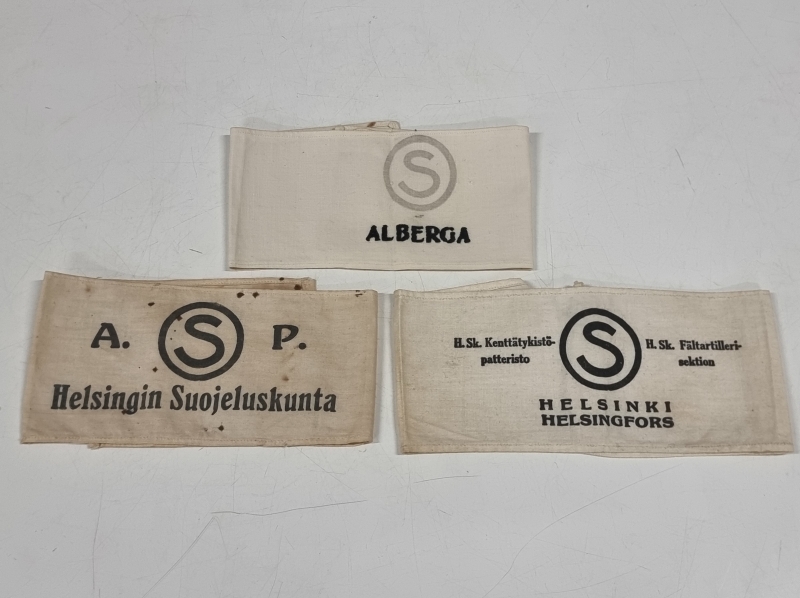 S
ALBERGA
A. S P.
Helsingin Suojeluskunta
H. Sk. Kenttätykistö-
patteristo
S
H. Sk. Fältartilleri-
sektion
HELSINKI
HELSINGFORS